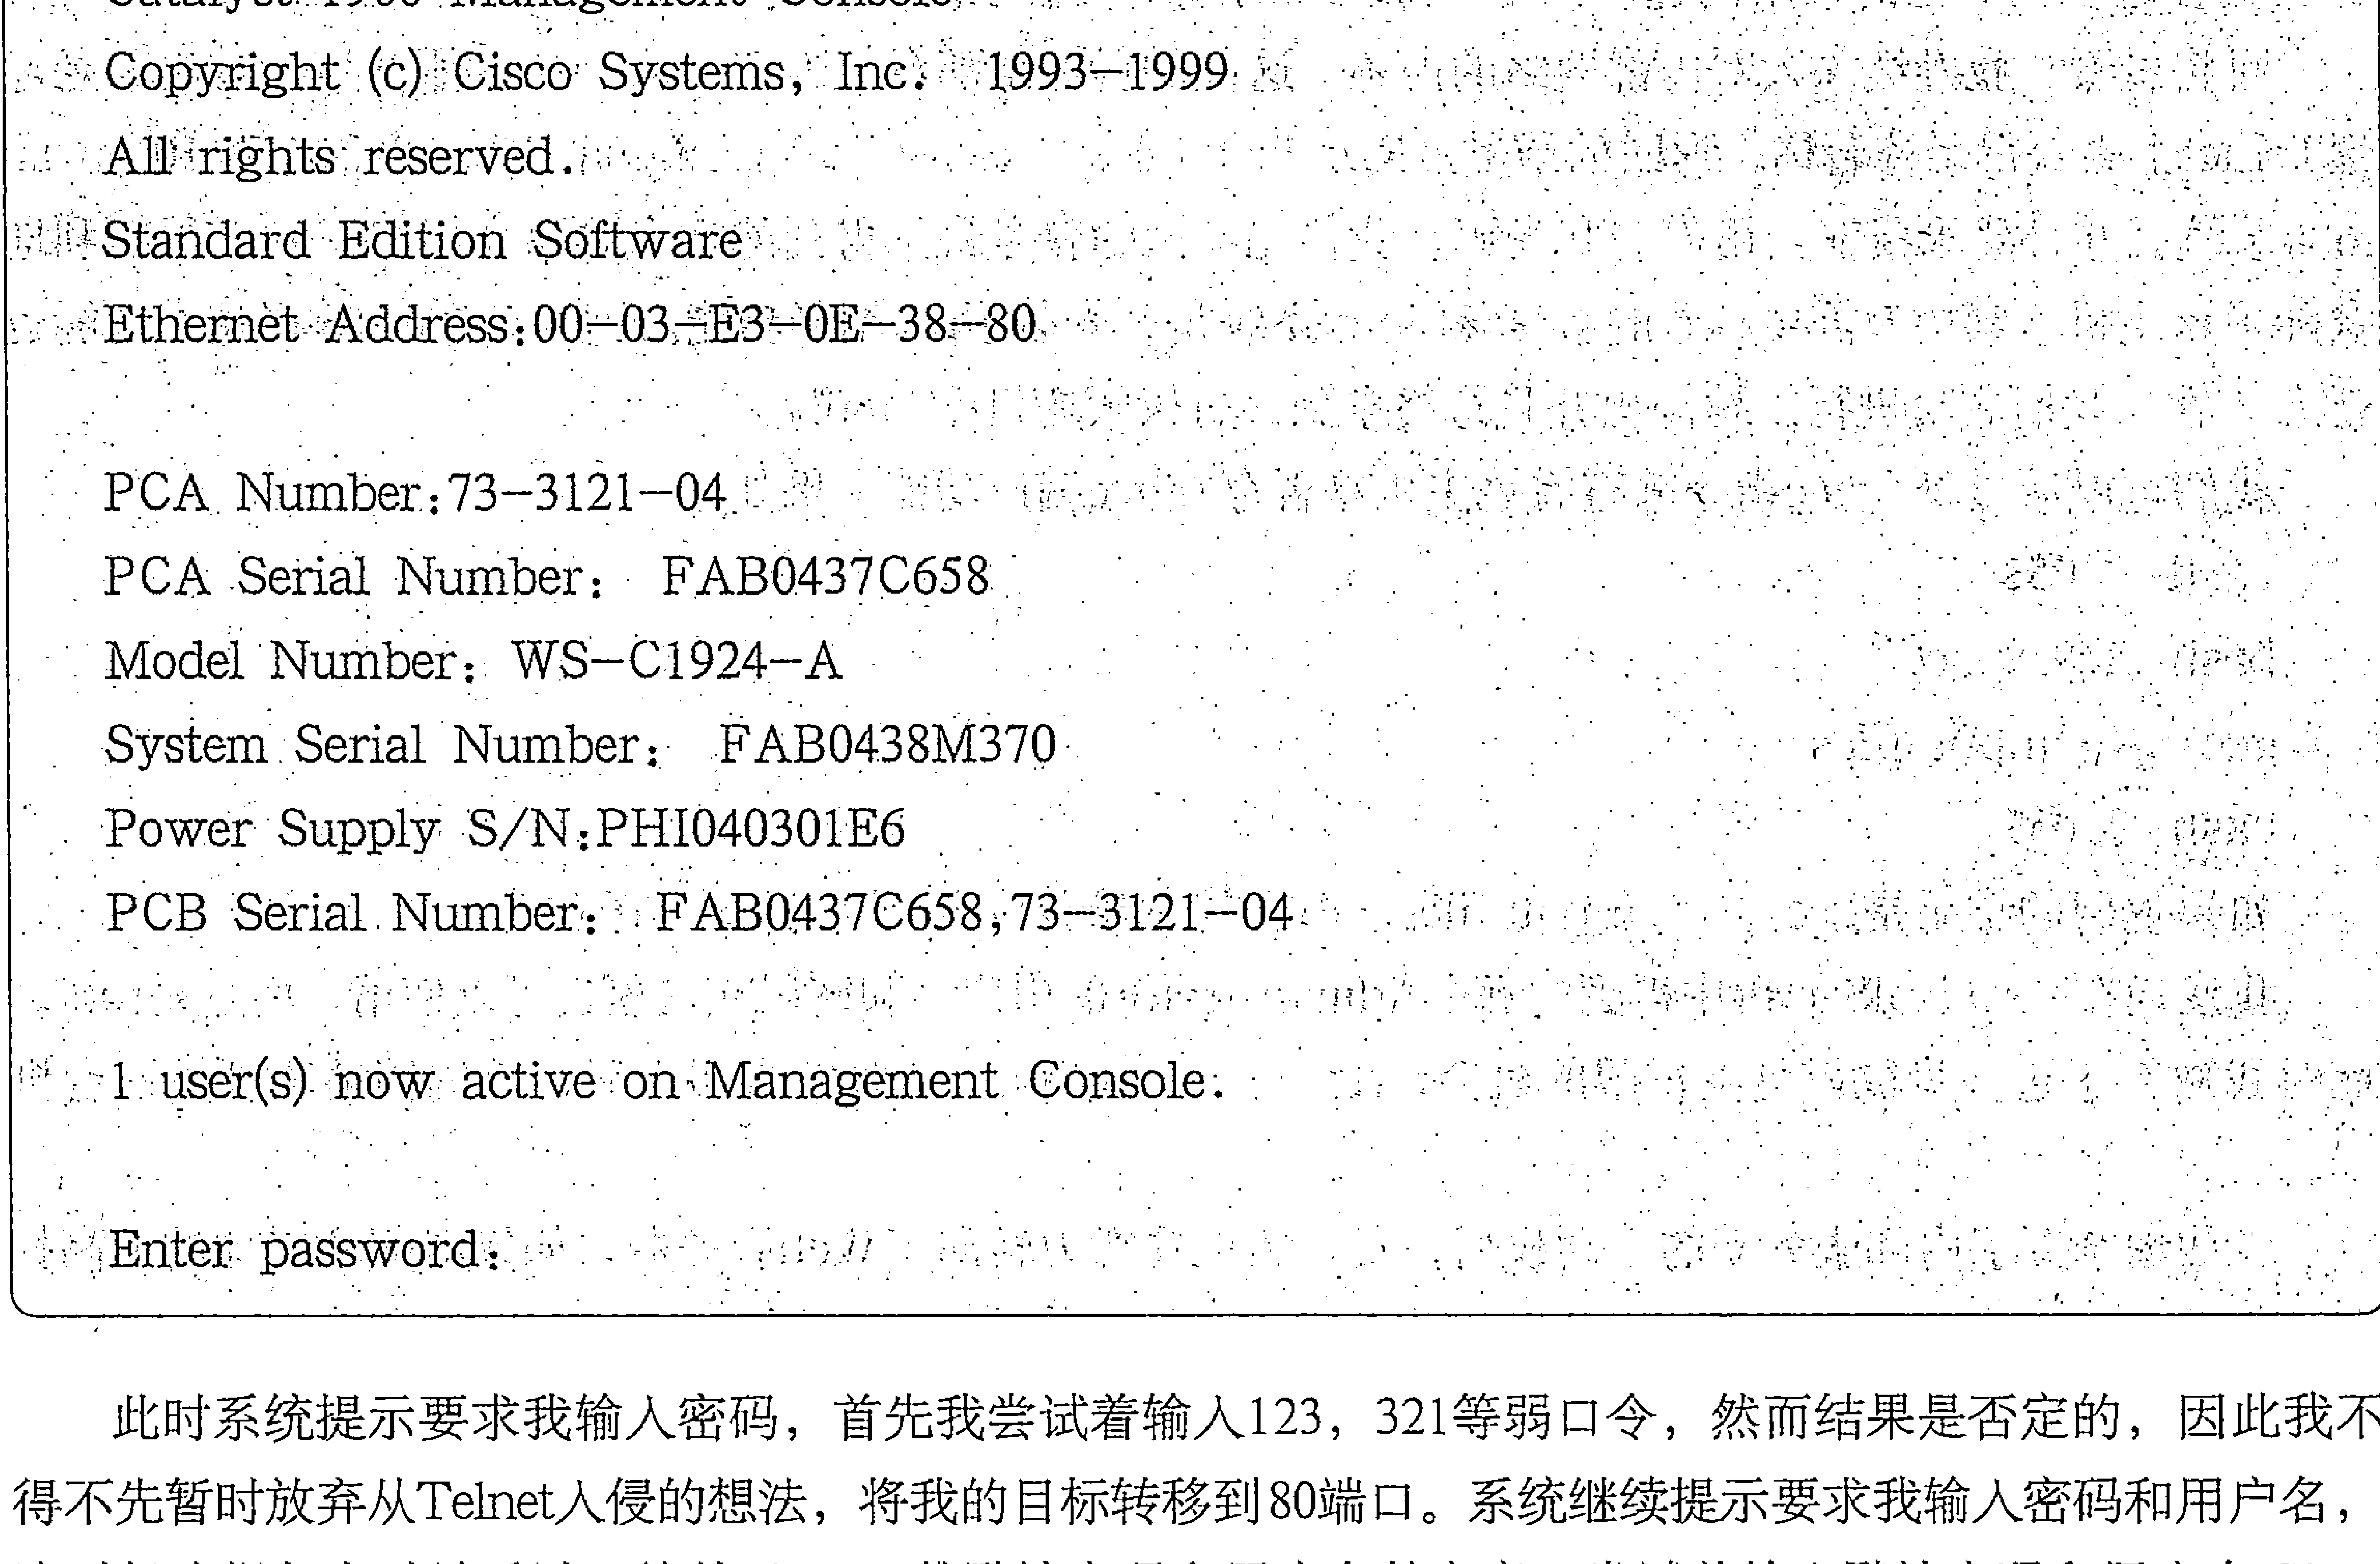 Catalyst 1900 Management Console
Copyright (c) Cisco Systems, Inc. 1993-1999
All rights reserved.
Standard Edition Software
Ethernet Address:00-03-E3-0E-38-80
PCA Number:73-3121-04
PCA Serial Number: FAB0437C658
Model Number: WS-C1924-A
System Serial Number: FAB0438M370
Power Supply S/N:PHI040301E6
PCB Serial Number: FAB0437C658,73-3121-04
1 user(s) now active on Management Console.
Enter password:
此时系统提示要求我输入密码，首先我尝试着输入123，321等弱口令，然而结果是否定的，因此我不
得不先暂时放弃从Telnet入侵的想法，将我的目标转移到80端口。系统继续提示要求我输入密码和用户名，